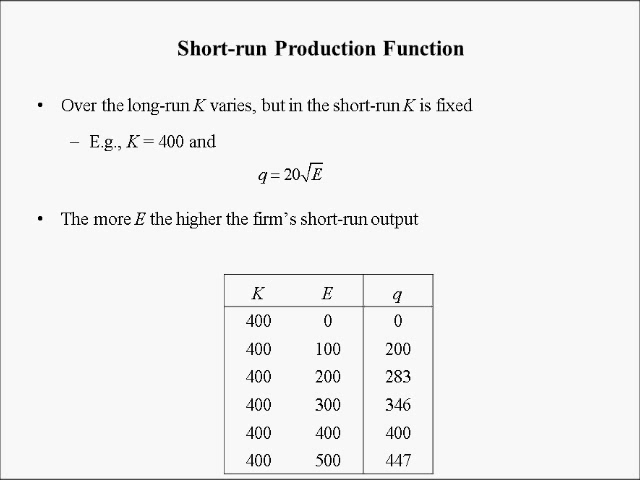 Short-run Production Function
• Over the long-run K varies, but in the short-run K is fixed
– E.g., K = 400 and
q = 20√E
• The more E the higher the firm's short-run output
K E q
400 0 0
400 100 200
400 200 283
400 300 346
400 400 400
400 500 447